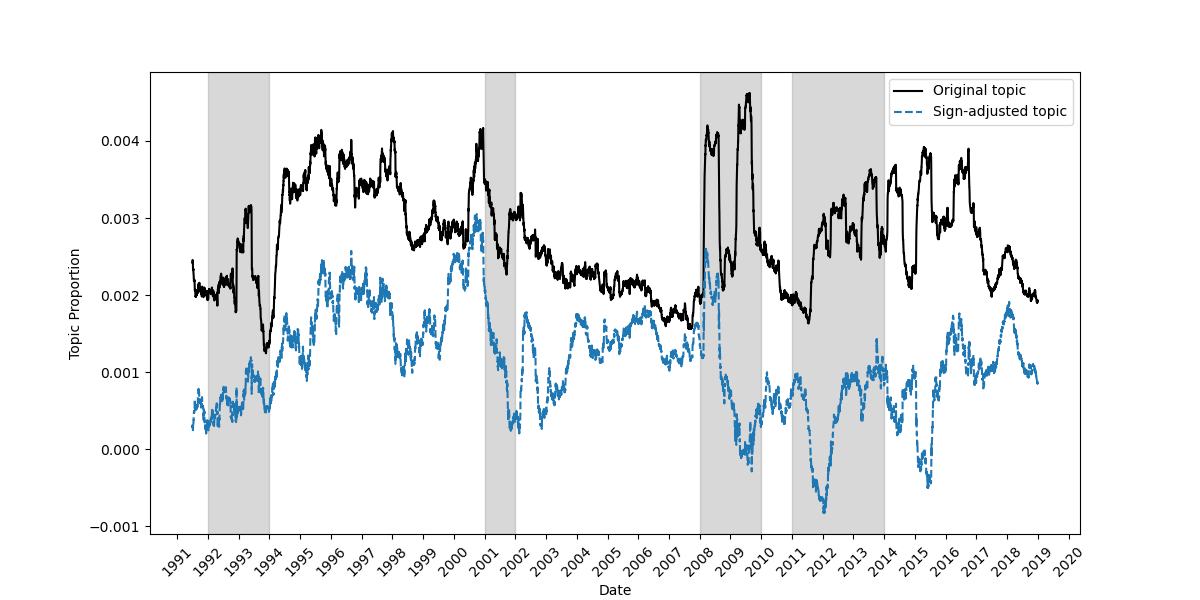 Original topic
Sign-adjusted topic
0.004
0.003
0.002
0.001
0.000
−0.001
Topic Proportion
1991 1992 1993 1994 1995 1996 1997 1998 1999 2000 2001 2002 2003 2004 2005 2006 2007 2008 2009 2010 2011 2012 2013 2014 2015 2016 2017 2018 2019 2020
Date